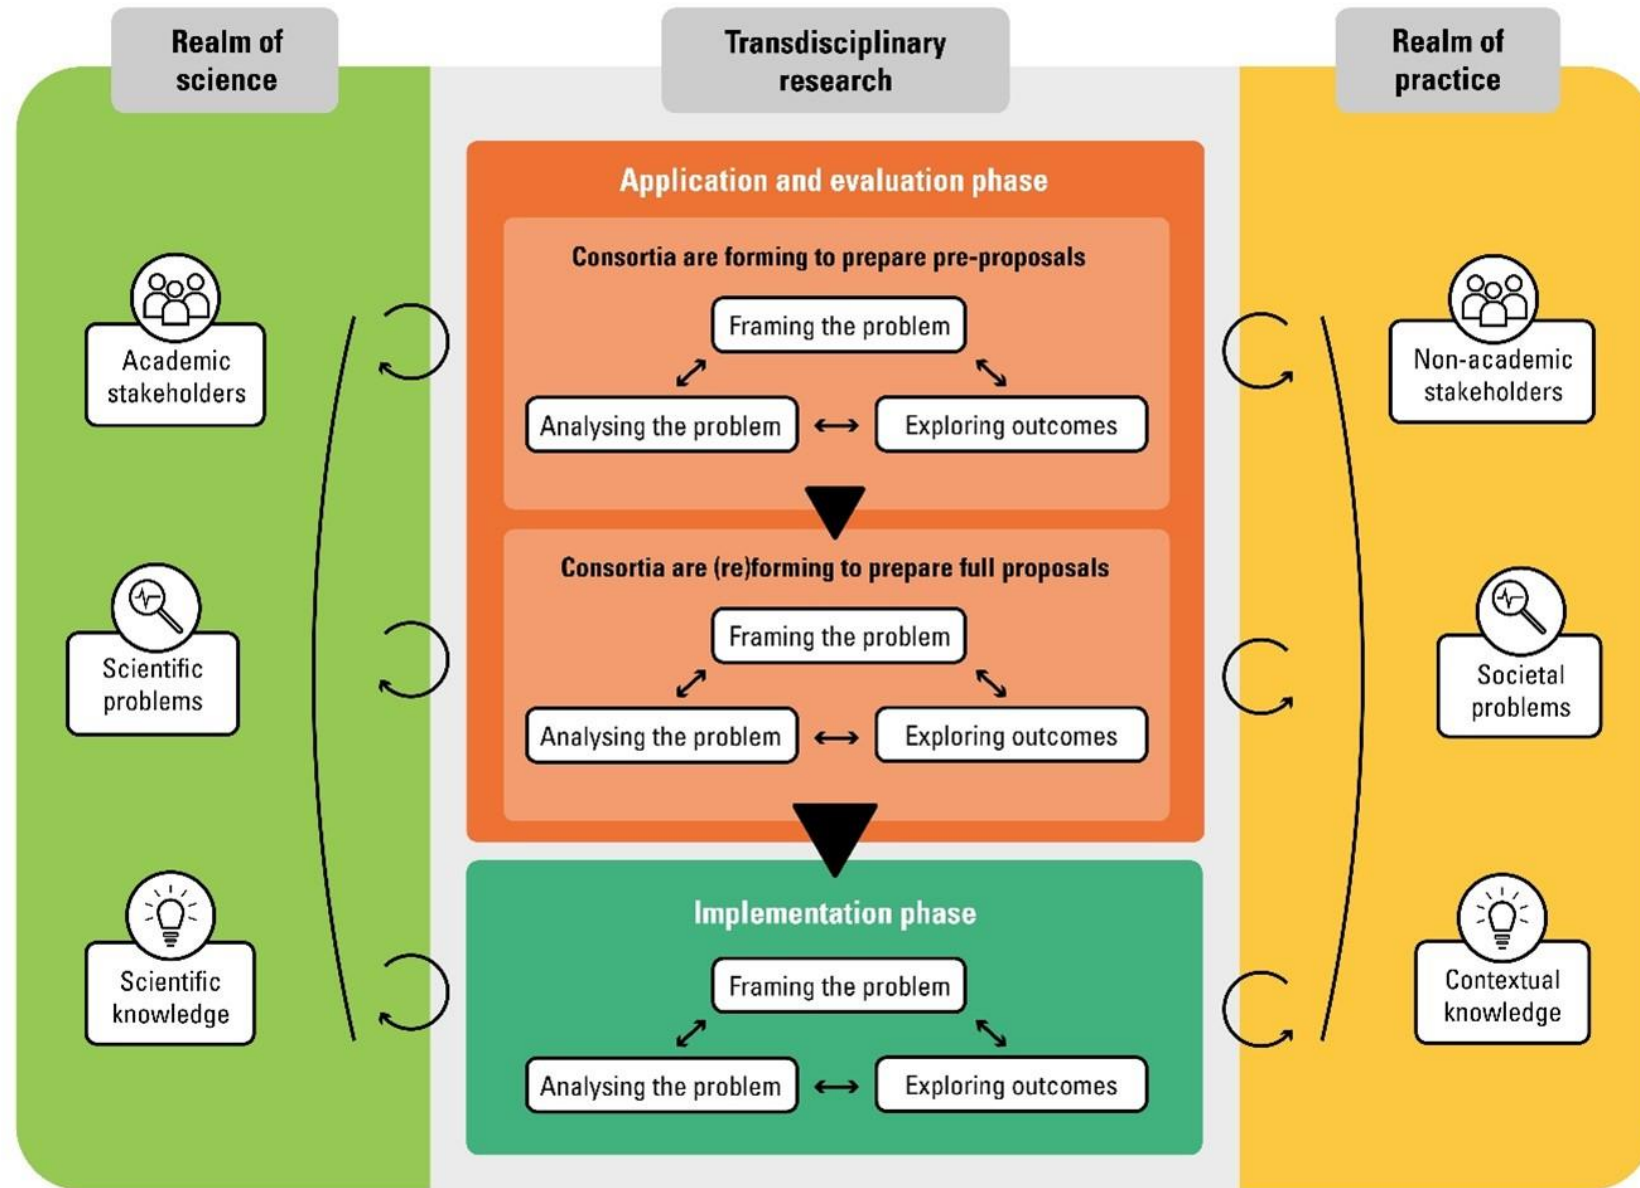 Realm of
science
Transdisciplinary
research
Realm of
practice
Academic
stakeholders
Scientific
problems
Scientific
knowledge
Application and evaluation phase
Consortia are forming to prepare pre-proposals
Framing the problem
Analysing the problem
Exploring outcomes
Consortia are (re)forming to prepare full proposals
Framing the problem
Analysing the problem
Exploring outcomes
Implementation phase
Framing the problem
Analysing the problem
Exploring outcomes
Non-academic
stakeholders
Societal
problems
Contextual
knowledge